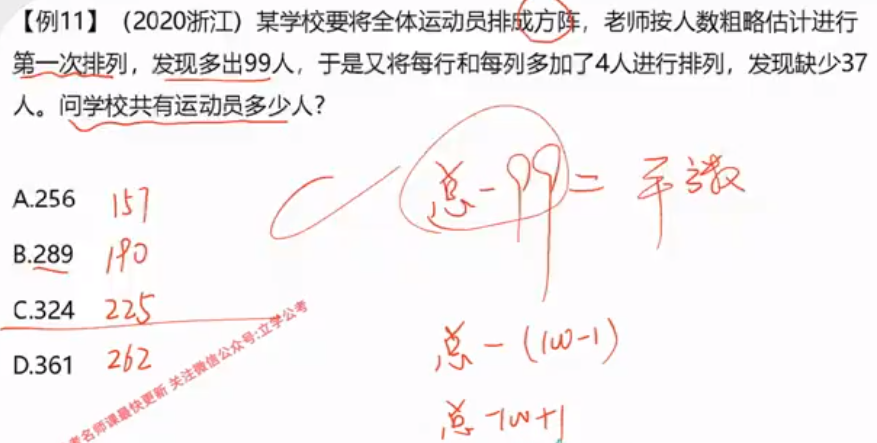 【例11】（2020浙江）某学校要将全体运动员排成方阵，老师按人数粗略估计进行
第一次排列，发现多出99人，于是又将每行和每列多加了4人进行排列，发现缺少37
人。问学校共有运动员多少人？
总-99= 平方数
A.256 157
B.289 190
C.324 225
D.361 262
总-(100-1)
总-100+1
考名师课最快更新 关注微信公众号:立学公考